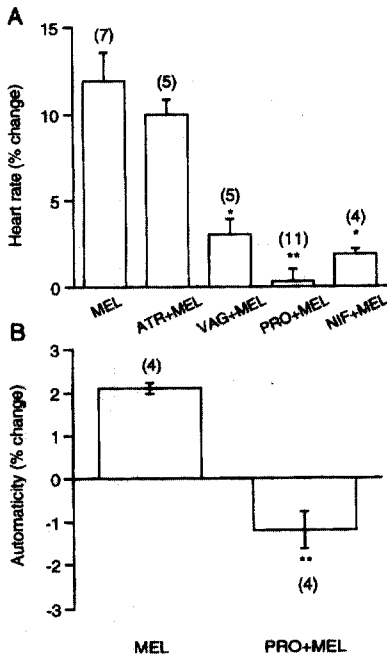 A
(7)
(5)
(5)
*
(11)
**
(4)
*
15
10
5
0
Heart rate (% change)
MEL
ATR+MEL
VAG+MEL
PRO+MEL
NIF+MEL
B
3
2
1
0
-1
-2
-3
Automaticity (% change)
(4)
**
(4)
MEL
PRO+MEL